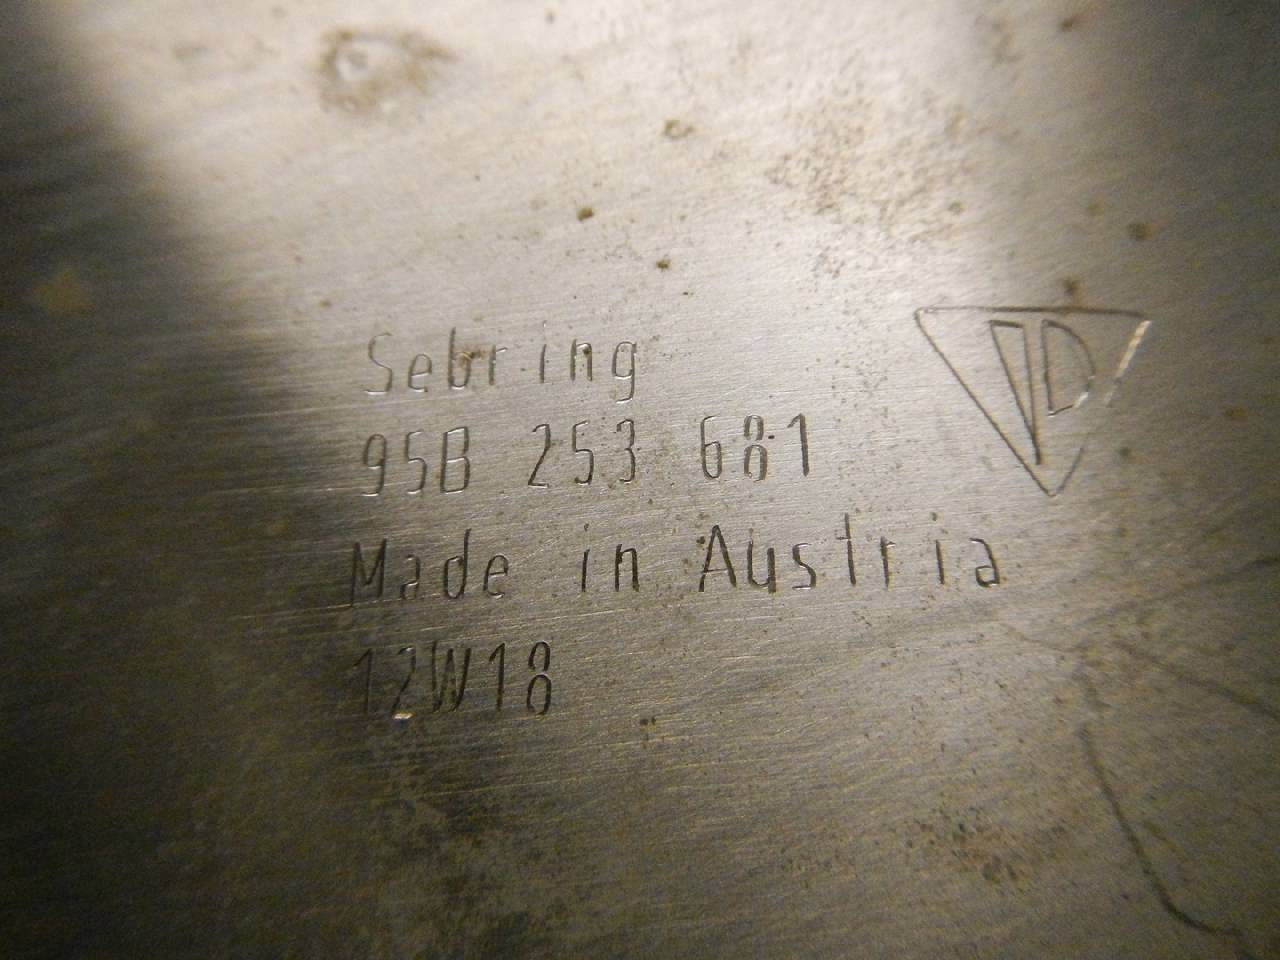 Sebring
95B 253 681
Made in Austria
12W18